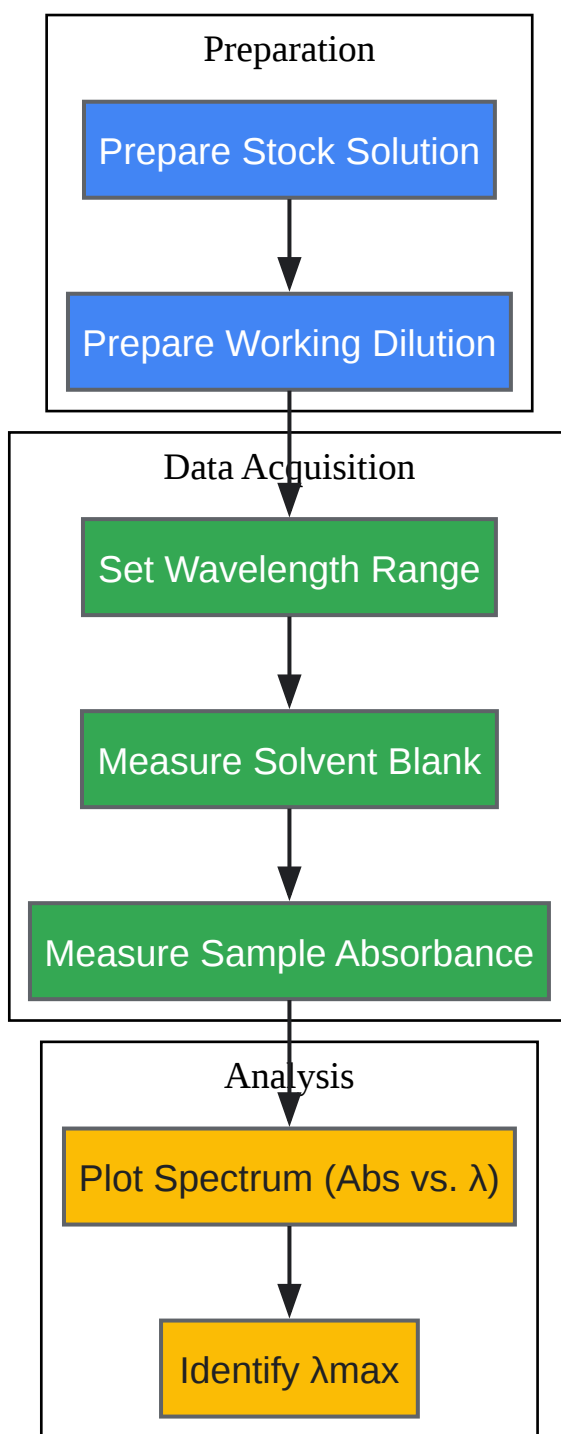 Preparation
Prepare Stock Solution
Prepare Working Dilution
Data Acquisition
Set Wavelength Range
Measure Solvent Blank
Measure Sample Absorbance
Analysis
Plot Spectrum (Abs vs. λ)
Identify λmax